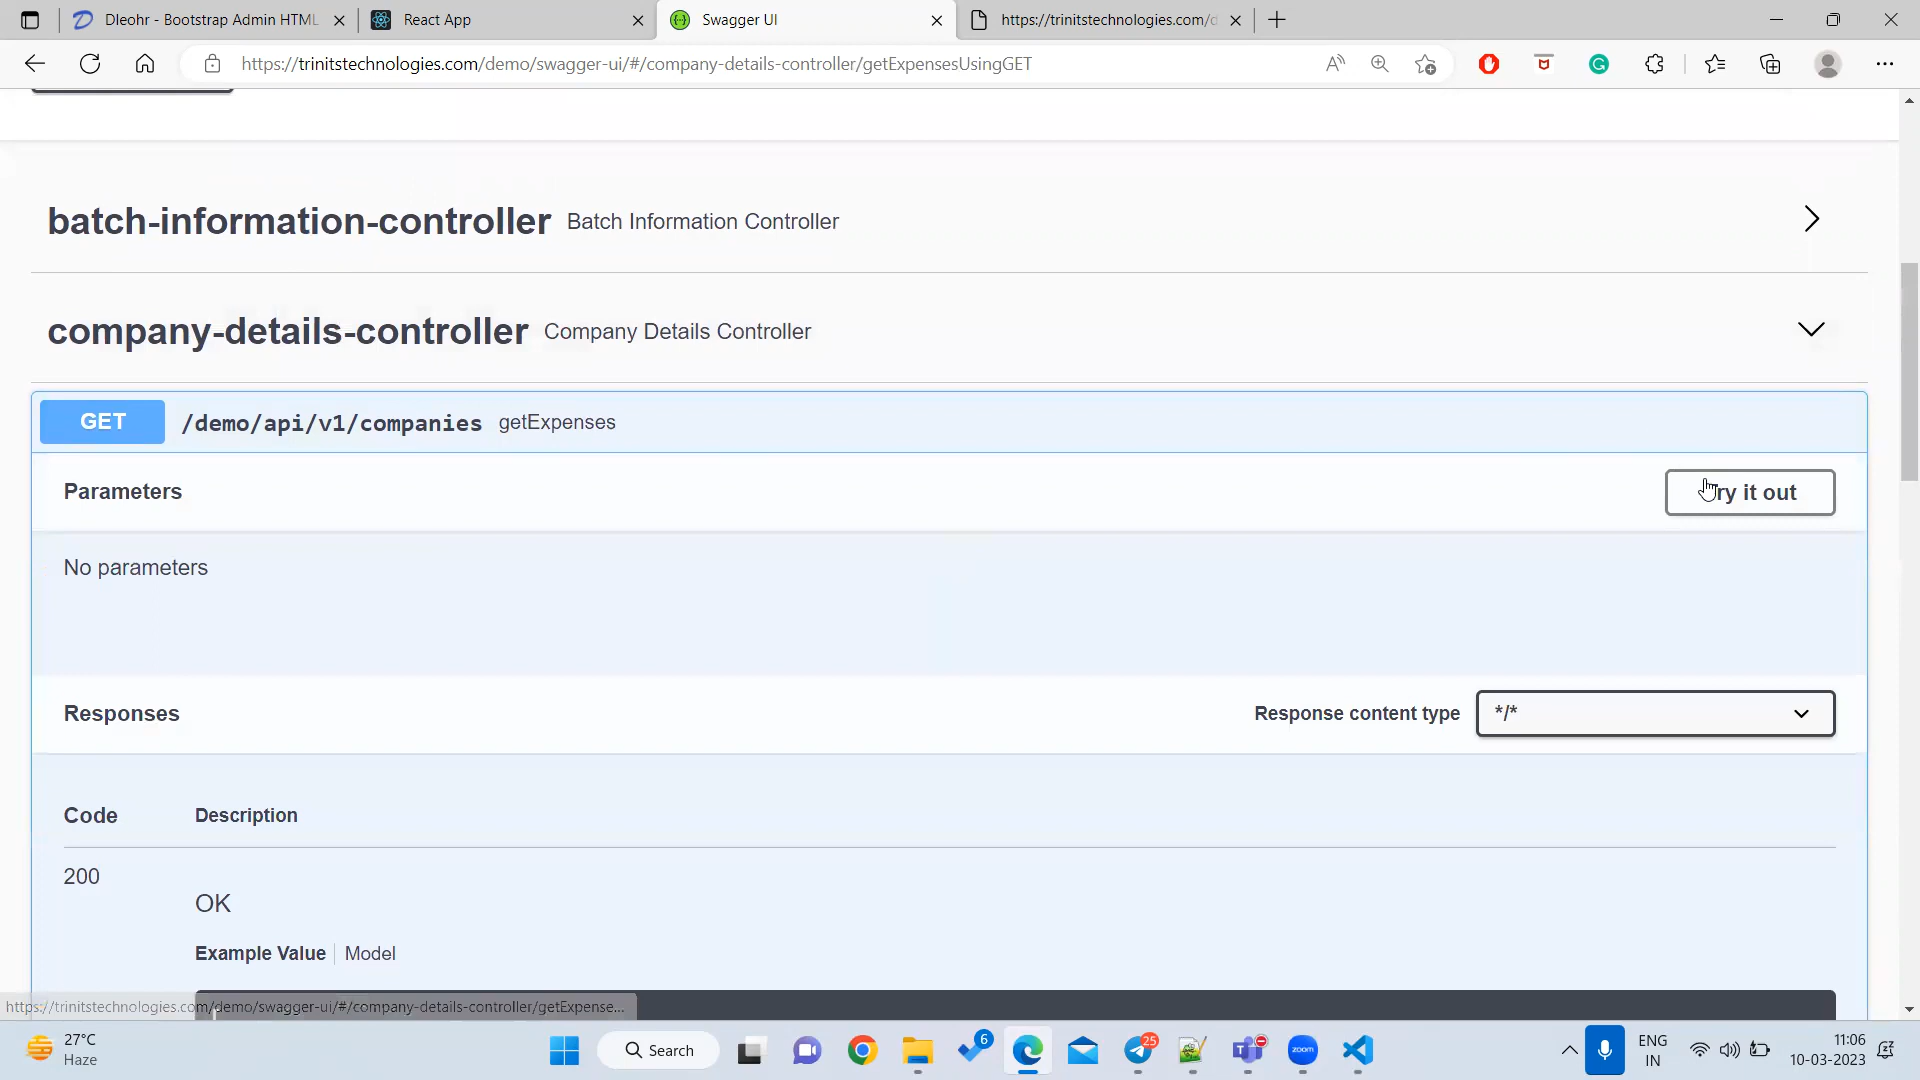 Dleohr - Bootstrap Admin HTML
React App
Swagger UI
https://trinitstechnologies.com/d
https://trinitstechnologies.com/demo/swagger-ui/#/company-details-controller/getExpensesUsingGET
batch-information-controller Batch Information Controller
company-details-controller Company Details Controller
GET /demo/api/v1/companies getExpenses
Parameters
Try it out
No parameters
Responses
Response content type */*
Code Description
200
OK
Example Value Model
https://trinitstechnologies.com/demo/swagger-ui/#/company-details-controller/getExpense...
27°C
Haze
Search
6
25
zoom
ENG
IN
11:06
10-03-2023